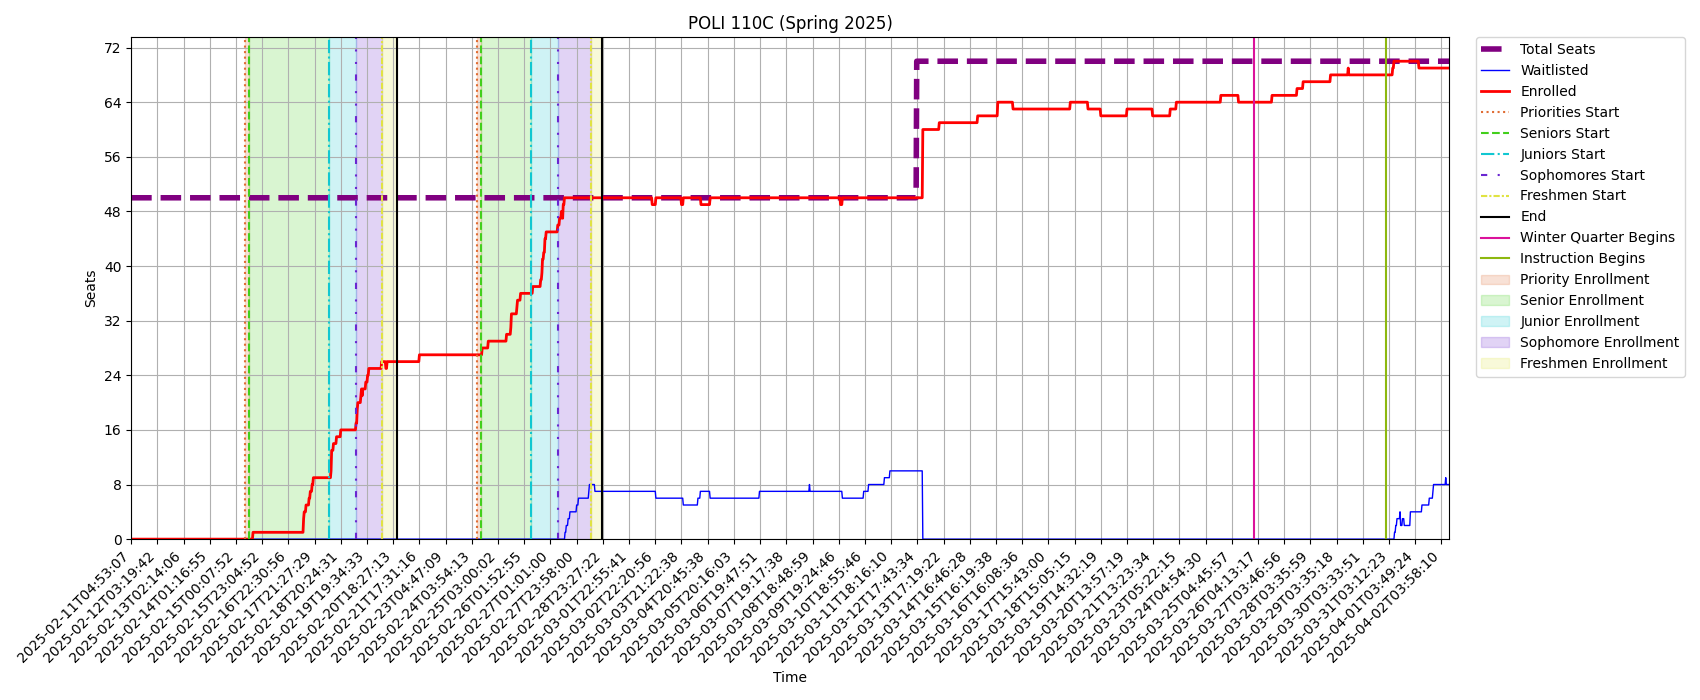 POLI 110C (Spring 2025)
Seats
72
64
56
48
40
32
24
16
8
0
Total Seats
Waitlisted
Enrolled
Priorities Start
Seniors Start
Juniors Start
Sophomores Start
Freshmen Start
End
Winter Quarter Begins
Instruction Begins
Priority Enrollment
Senior Enrollment
Junior Enrollment
Sophomore Enrollment
Freshmen Enrollment
2025-02-11T04:53:07
2025-02-12T03:19:42
2025-02-13T02:14:06
2025-02-14T01:16:55
2025-02-15T00:07:52
2025-02-15T23:04:52
2025-02-16T22:30:56
2025-02-17T21:27:29
2025-02-18T20:24:31
2025-02-19T19:34:33
2025-02-20T18:27:13
2025-02-21T17:31:16
2025-02-23T04:47:09
2025-02-24T03:54:13
2025-02-25T03:00:02
2025-02-26T01:52:55
2025-02-27T01:01:00
2025-02-27T23:58:00
2025-02-28T23:27:22
2025-03-01T22:55:41
2025-03-02T22:20:56
2025-03-03T21:22:38
2025-03-04T20:45:38
2025-03-05T20:16:03
2025-03-06T19:47:51
2025-03-07T19:17:38
2025-03-08T18:48:59
2025-03-09T19:24:46
2025-03-10T18:55:46
2025-03-11T18:16:10
2025-03-12T17:43:34
2025-03-13T17:19:22
2025-03-14T16:46:28
2025-03-15T16:19:38
2025-03-16T16:08:36
2025-03-17T15:43:00
2025-03-18T15:05:15
2025-03-19T14:32:19
2025-03-20T13:57:19
2025-03-21T13:23:34
2025-03-23T05:22:15
2025-03-24T04:54:30
2025-03-25T04:45:57
2025-03-26T04:13:17
2025-03-27T03:46:56
2025-03-28T03:35:59
2025-03-29T03:35:18
2025-03-30T03:33:51
2025-03-31T03:12:23
2025-04-01T03:49:24
2025-04-02T03:58:10
Time